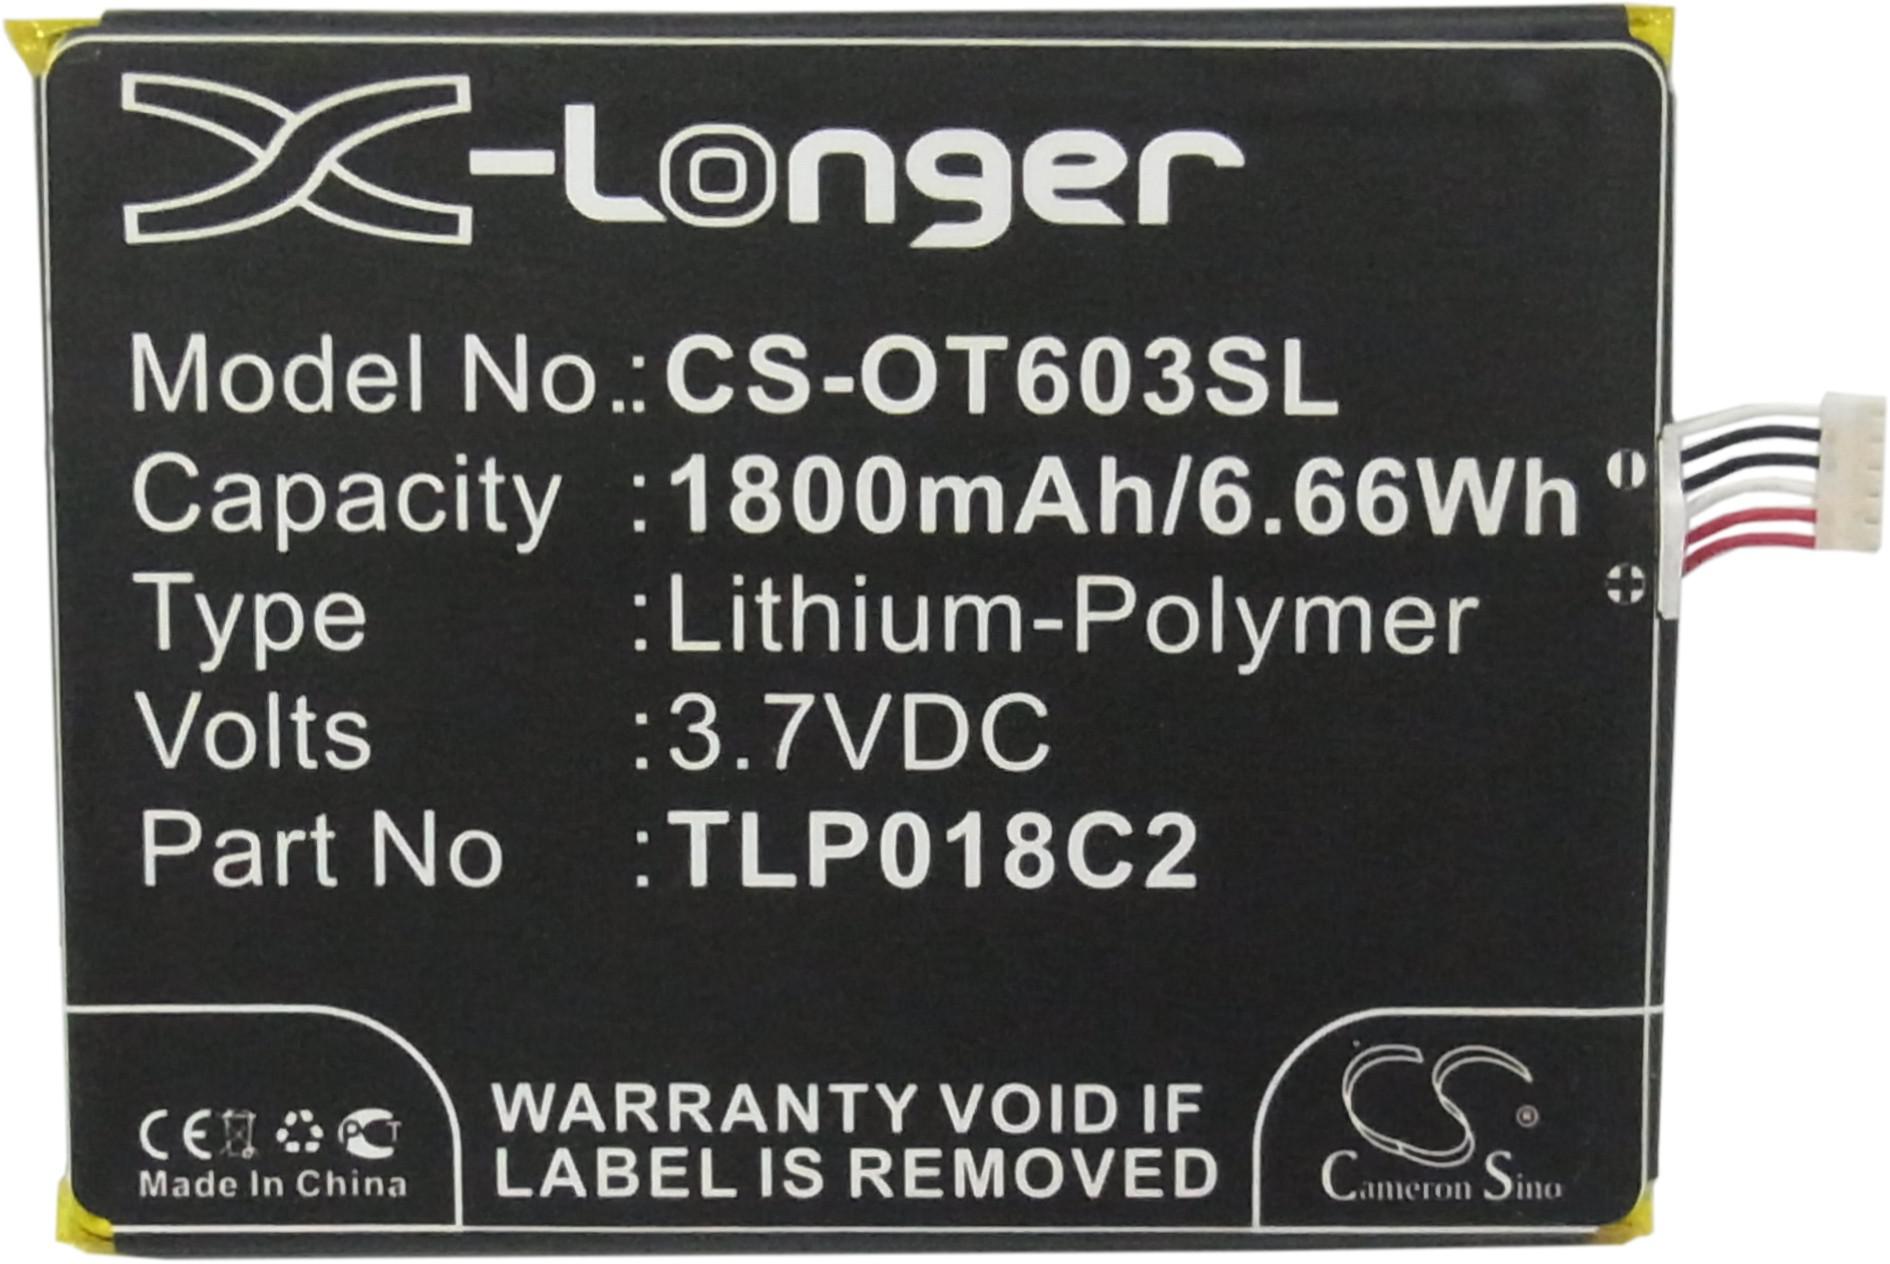 X-Longer
Model No.: CS-OT603SL
Capacity : 1800mAh/6.66Wh
Type : Lithium-Polymer
Volts : 3.7VDC
Part No : TLP018C2
CE PCT
Made In China
WARRANTY VOID IF
LABEL IS REMOVED
CS ®
Cameron Sino